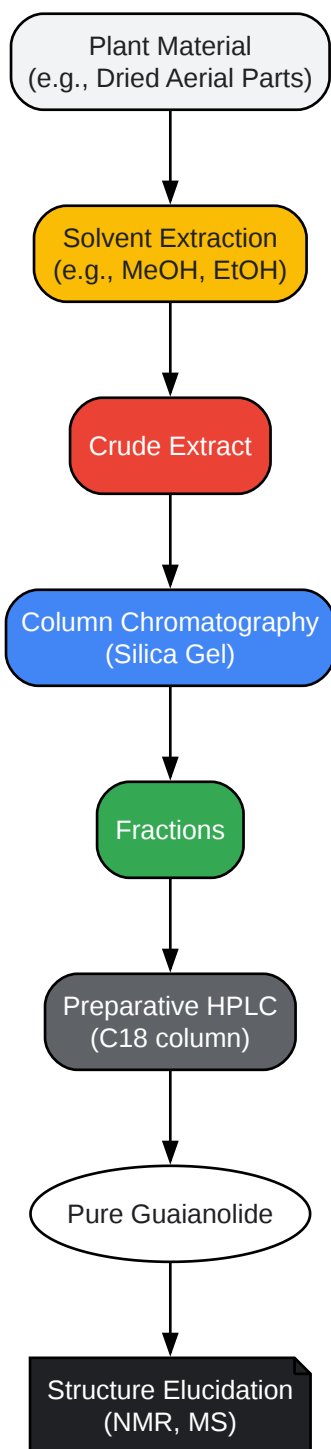 Plant Material
(e.g., Dried Aerial Parts)
Solvent Extraction
(e.g., MeOH, EtOH)
Crude Extract
Column Chromatography
(Silica Gel)
Fractions
Preparative HPLC
(C18 column)
Pure Guaianolide
Structure Elucidation
(NMR, MS)